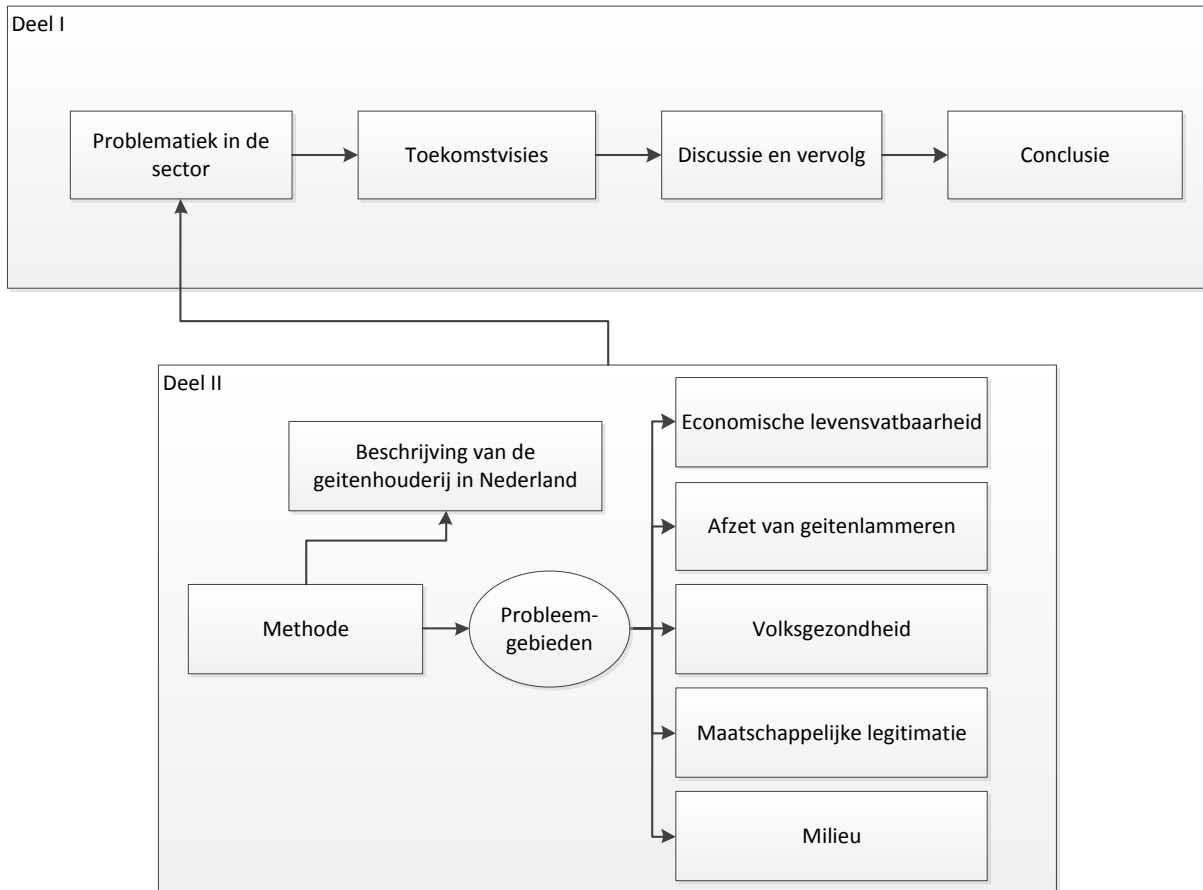 Deel I
Problematiek in de
sector
Toekomstvisies
Discussie en vervolg
Conclusie
Deel II
Beschrijving van de
geitenhouderij in Nederland
Methode
Probleem-
gebieden
Economische levensvatbaarheid
Afzet van geitenlammeren
Volksgezondheid
Maatschappelijke legitimatie
Milieu